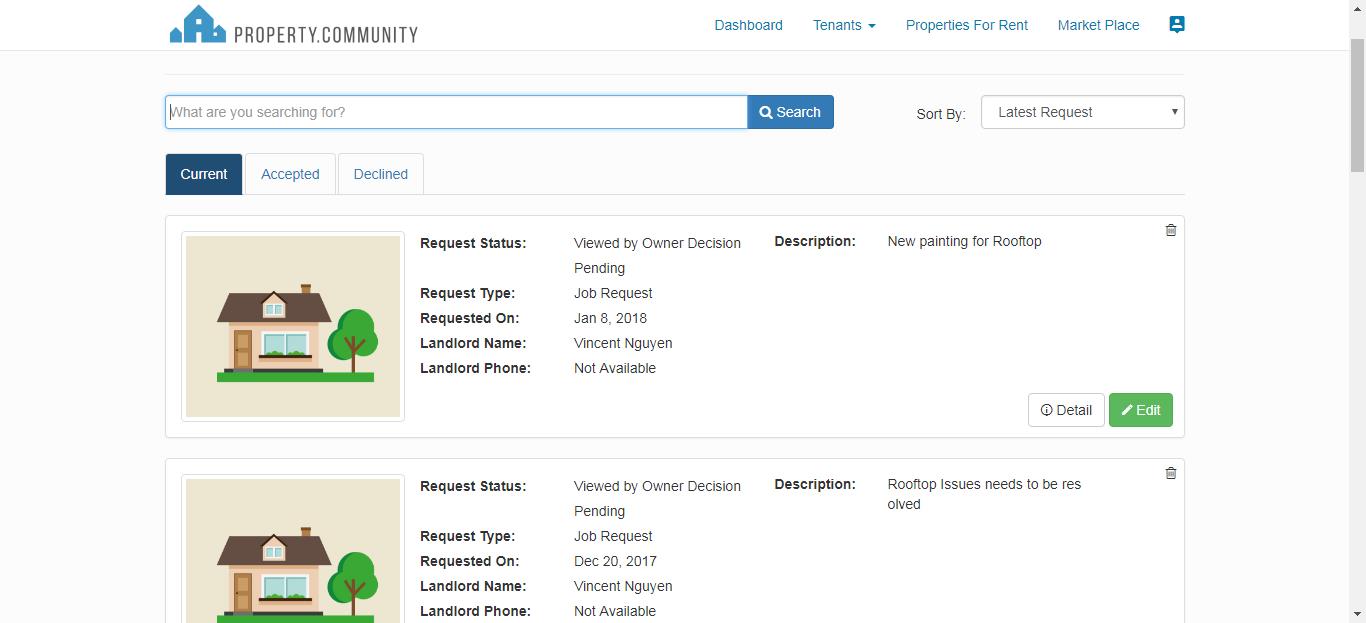 PROPERTY.COMMUNITY
Dashboard
Tenants
Properties For Rent
Market Place
What are you searching for?
Search
Sort By:
Latest Request
Current
Accepted
Declined
Request Status:
Viewed by Owner Decision
Pending
Request Type:
Job Request
Requested On:
Jan 8, 2018
Landlord Name:
Vincent Nguyen
Landlord Phone:
Not Available
Description:
New painting for Rooftop
Detail
Edit
Request Status:
Viewed by Owner Decision
Pending
Request Type:
Job Request
Requested On:
Dec 20, 2017
Landlord Name:
Vincent Nguyen
Landlord Phone:
Not Available
Description:
Rooftop Issues needs to be res
olved